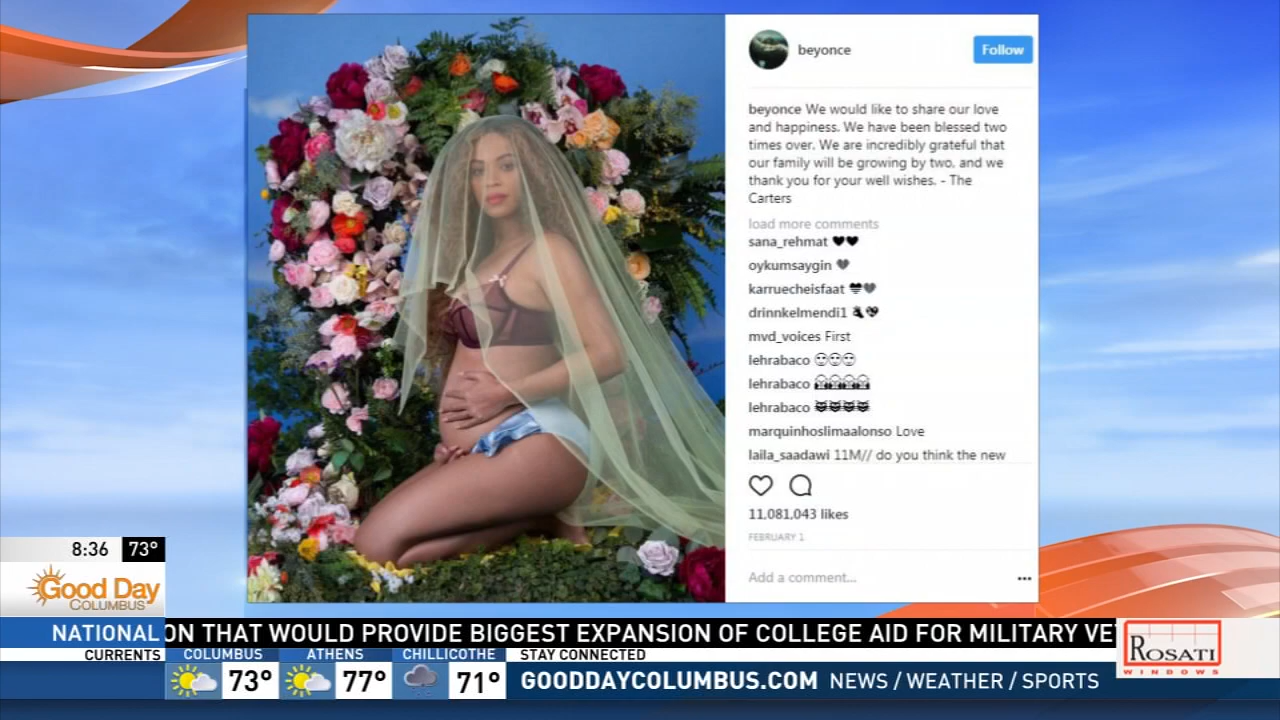 beyonce
Follow
beyonce We would like to share our love
and happiness. We have been blessed two
times over. We are incredibly grateful that
our family will be growing by two, and we
thank you for your well wishes. - The
Carters
load more comments
sana_rehmat
oykumsaygin
karruecheisfaat
drinnkelmendi1
mvd_voices First
lehrabaco
lehrabaco
lehrabaco
marquinhoslimaalonso Love
laila_saadawi 11M// do you think the new
11,081,043 likes
FEBRUARY 1
Add a comment...
8:36 73°
Good Day
COLUMBUS
NATIONAL
ON THAT WOULD PROVIDE BIGGEST EXPANSION OF COLLEGE AID FOR MILITARY VE
ROSATI
WINDOWS
CURRENTS
COLUMBUS
73°
ATHENS
77°
CHILLICOTHE
71°
STAY CONNECTED
GOODDAYCOLUMBUS.COM NEWS / WEATHER / SPORTS